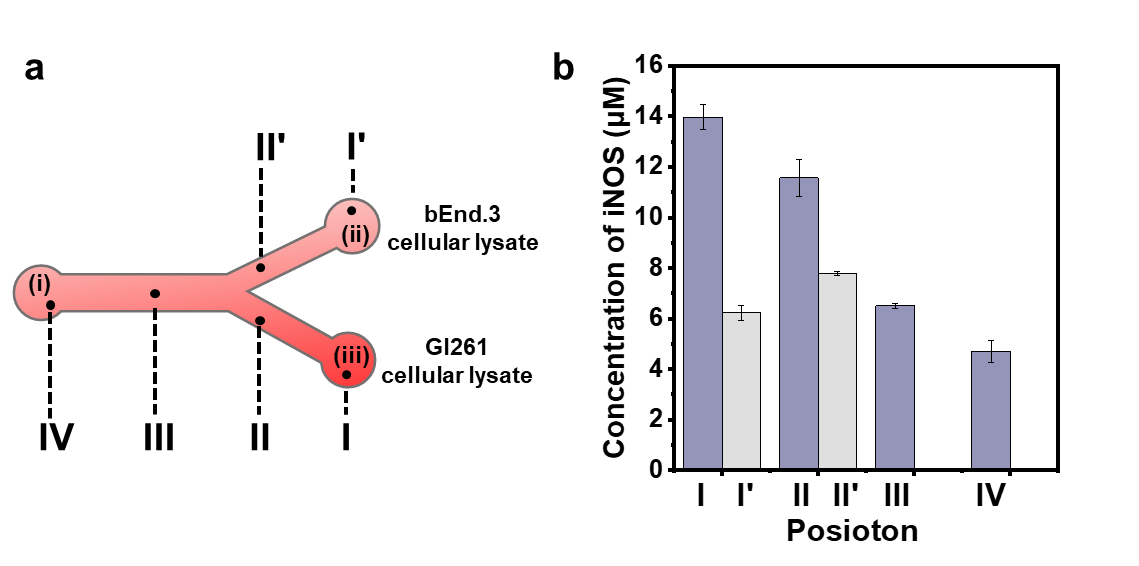 a
II'
I'
bEnd.3
cellular lysate
(ii)
(i)
Gl261
cellular lysate
(iii)
IV
III
II
I
b
Concentration of iNOS (μM)
16
14
12
10
8
6
4
2
0
I I' II II' III IV
Posioton